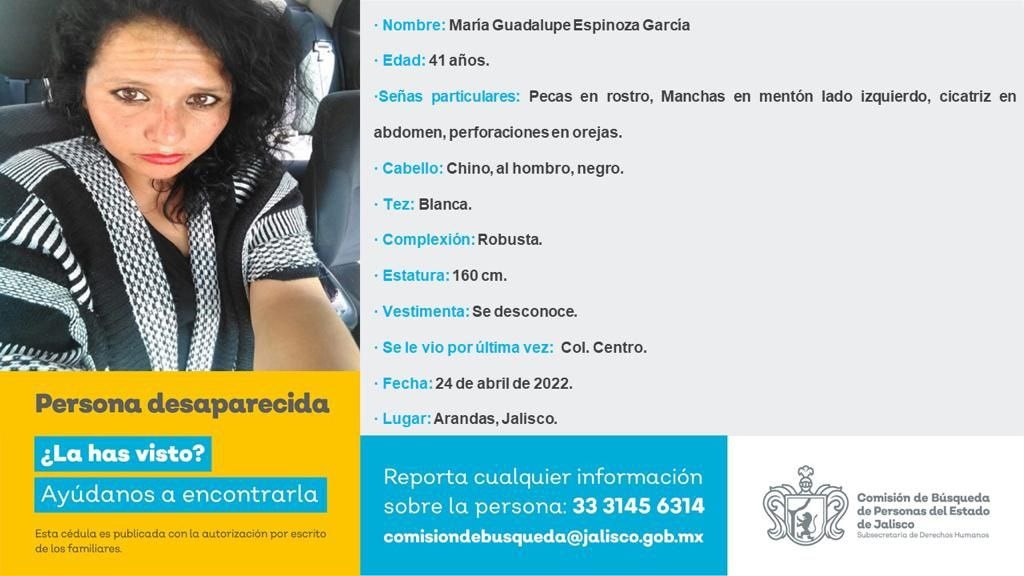 · Nombre: María Guadalupe Espinoza García
· Edad: 41 años.
·Señas particulares: Pecas en rostro, Manchas en mentón lado izquierdo, cicatriz en
abdomen, perforaciones en orejas.
· Cabello: Chino, al hombro, negro.
· Tez: Blanca.
· Complexión: Robusta.
· Estatura: 160 cm.
· Vestimenta: Se desconoce.
· Se le vio por última vez: Col. Centro.
· Fecha: 24 de abril de 2022.
· Lugar: Arandas, Jalisco.
Persona desaparecida
¿La has visto?
Ayúdanos a encontrarla
Esta cédula es publicada con la autorización por escrito
de los familiares.
Reporta cualquier información
sobre la persona: 33 3145 6314
comisiondebusqueda@jalisco.gob.mx
Comisión de Búsqueda
de Personas del Estado
de Jalisco
Subsecretaría de Derechos Humanos